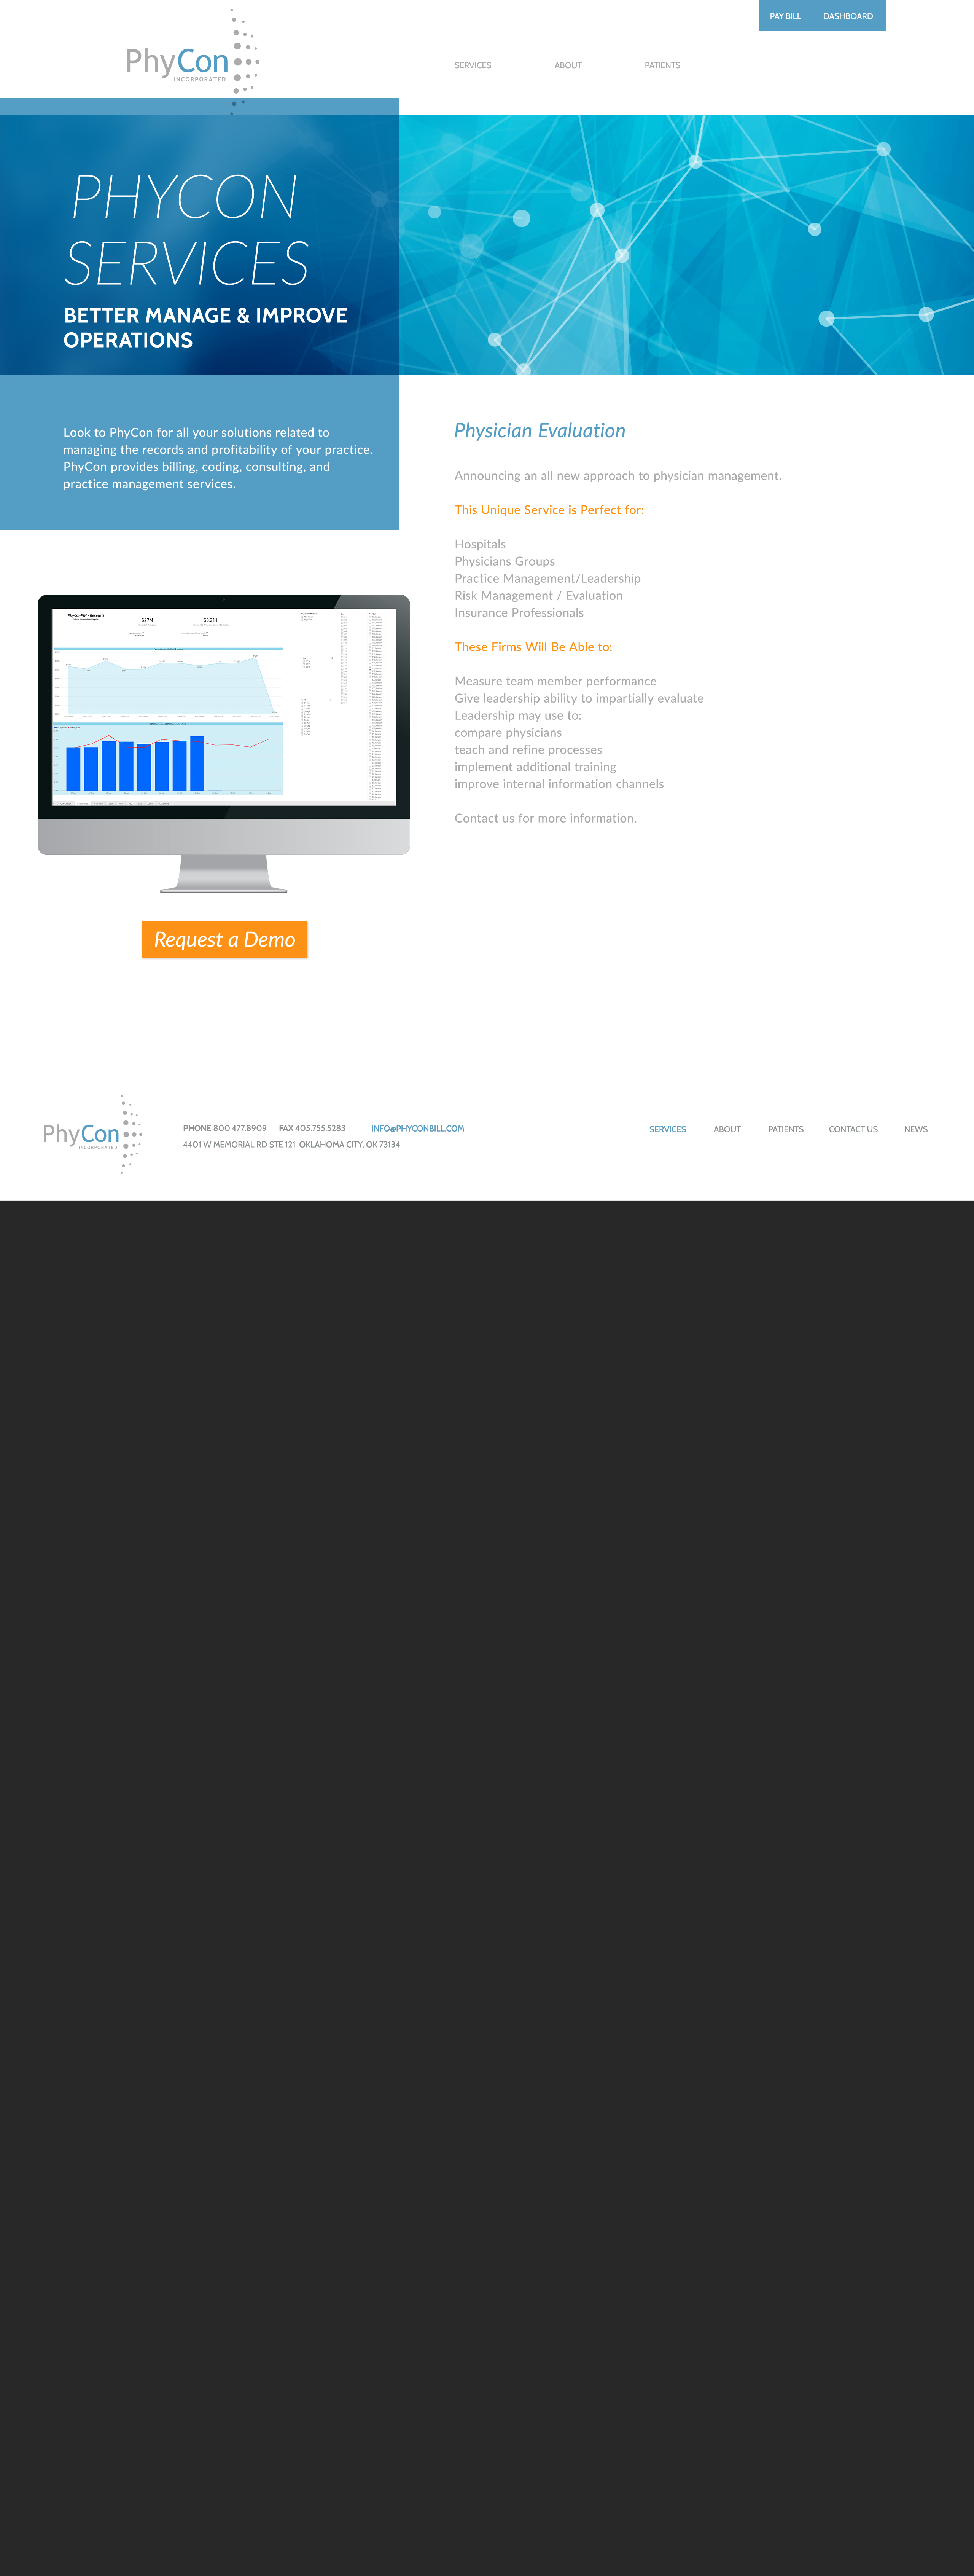 PAY BILL
DASHBOARD
PhyCon
INCORPORATED
SERVICES
ABOUT
PATIENTS
PHYCON
SERVICES
BETTER MANAGE & IMPROVE
OPERATIONS
Look to PhyCon for all your solutions related to
managing the records and profitability of your practice.
PhyCon provides billing, coding, consulting, and
practice management services.
Physician Evaluation
Announcing an all new approach to physician management.
This Unique Service is Perfect for:
Hospitals
Physicians Groups
Practice Management/Leadership
Risk Management / Evaluation
Insurance Professionals
These Firms Will Be Able to:
Measure team member performance
Give leadership ability to impartially evaluate
Leadership may use to:
compare physicians
teach and refine processes
implement additional training
improve internal information channels
Contact us for more information.
$27M
$3,211
Request a Demo
PhyCon
INCORPORATED
PHONE 800.477.8909 FAX 405.755.5283 INFO@PHYCONBILL.COM
4401 W MEMORIAL RD STE 121 OKLAHOMA CITY, OK 73134
SERVICES
ABOUT
PATIENTS
CONTACT US
NEWS